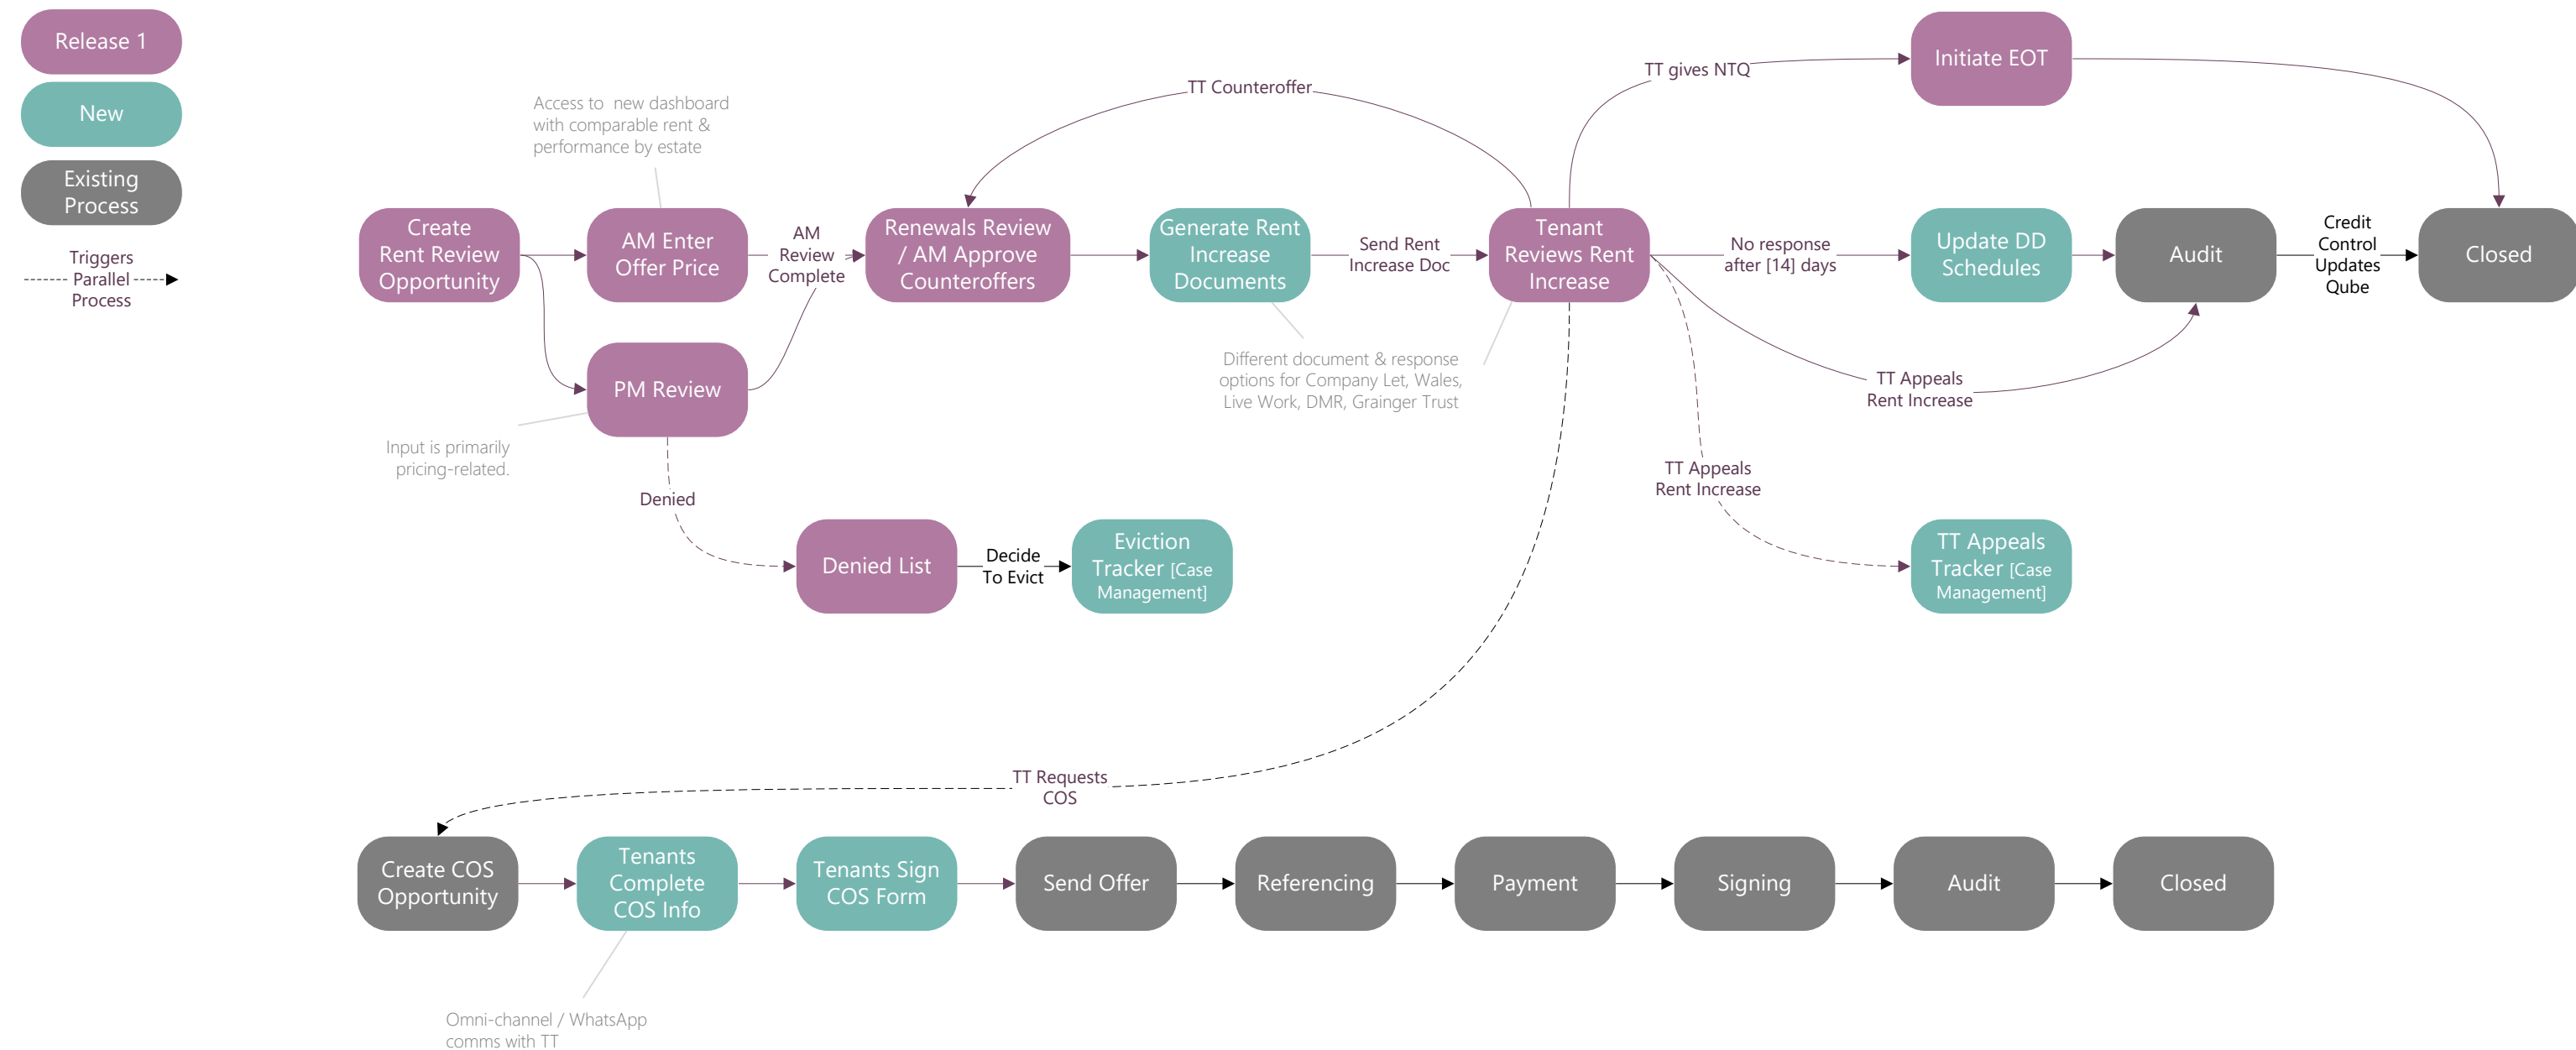 Release 1
New
Existing
Process
Triggers
Parallel
Process
Access to  new dashboard
with comparable rent &
performance by estate
TT Counteroffer
TT gives NTQ
Initiate EOT
Create
Rent Review
Opportunity
AM Enter
Offer Price
AM
Review
Complete
Renewals Review
/ AM Approve
Counteroffers
Generate Rent
Increase
Documents
Send Rent
Increase Doc
Tenant
Reviews Rent
Increase
No response
after [14] days
Update DD
Schedules
Audit
Credit
Control
Updates
Qube
Closed
PM Review
Input is primarily
pricing-related.
Different document & response
options for Company Let, Wales,
Live Work, DMR, Grainger Trust
TT Appeals
Rent Increase
TT Appeals
Rent Increase
Denied
Denied List
Decide
To Evict
Eviction
Tracker [Case
Management]
TT Appeals
Tracker [Case
Management]
TT Requests
COS
Create COS
Opportunity
Tenants
Complete
COS Info
Tenants Sign
COS Form
Send Offer
Referencing
Payment
Signing
Audit
Closed
Omni-channel / WhatsApp
comms with TT